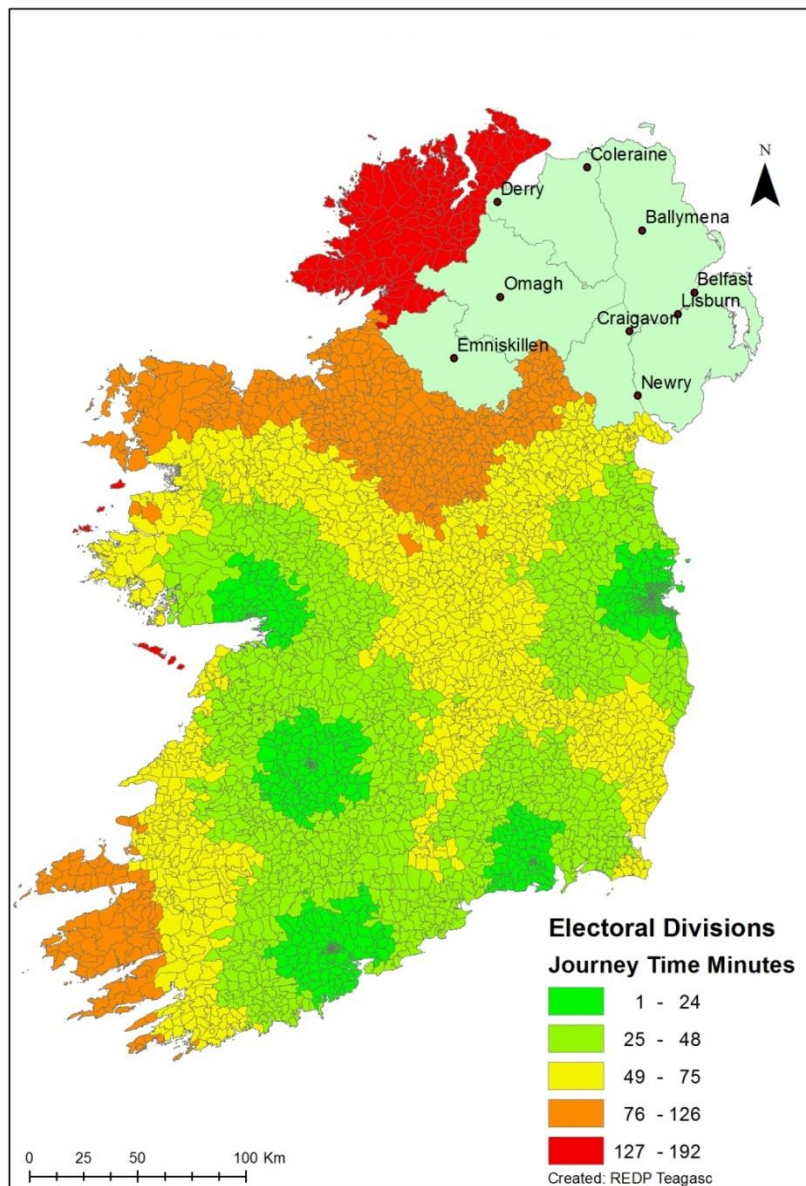 N
Coleraine
Derry
Ballymena
Omagh
Belfast
Lisburn
Craigavon
Emniskillen
Newry
Electoral Divisions
Journey Time Minutes
1 - 24
25 - 48
49 - 75
76 - 126
127 - 192
0 25 50 100 Km
Created: REDP Teagasc